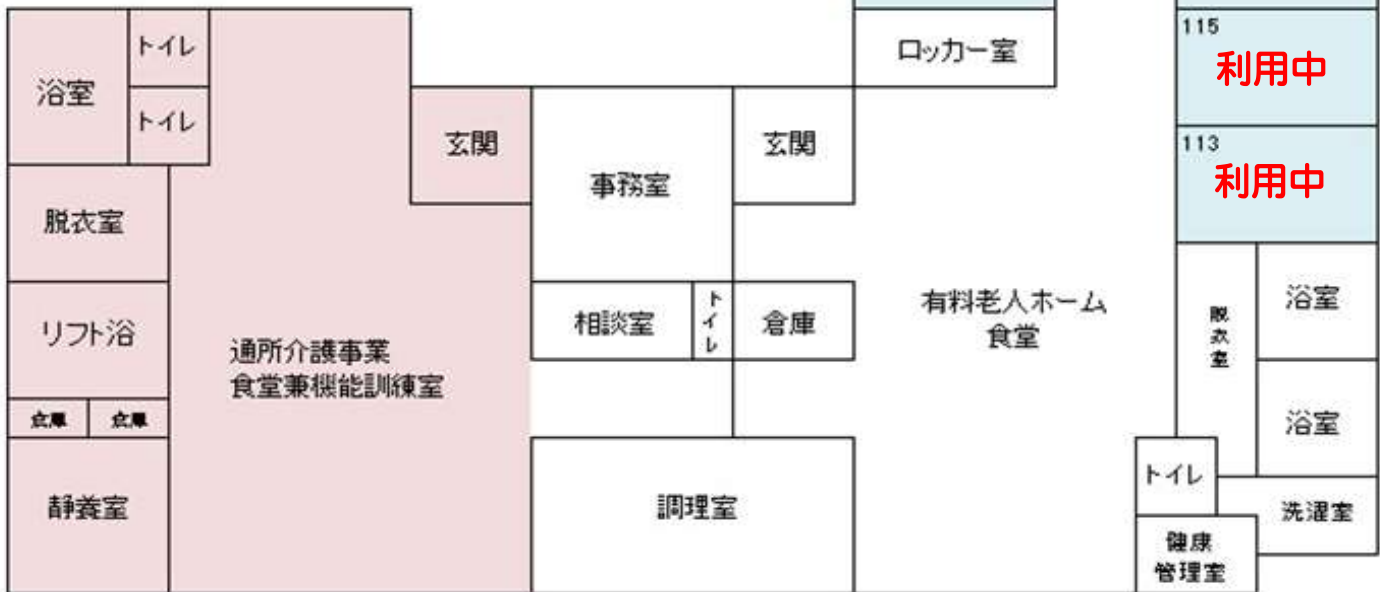 浴室
トイレ
トイレ
脱衣室
リフト浴
倉庫
倉庫
静養室
通所介護事業
食堂兼機能訓練室
玄関
事務室
相談室
トイレ
倉庫
玄関
調理室
ロッカー室
有料老人ホーム
食堂
115
利用中
113
利用中
脱衣室
浴室
浴室
トイレ
洗濯室
健康
管理室